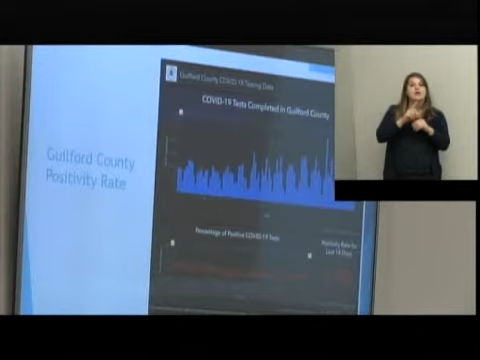 Guilford County COVID-19 Testing Data
COVID-19 Tests Completed in Guilford County
Guilford County
Positivity Rate
Percentage of Positive COVID-19 Tests
Positivity Rate for
Last 14 Days